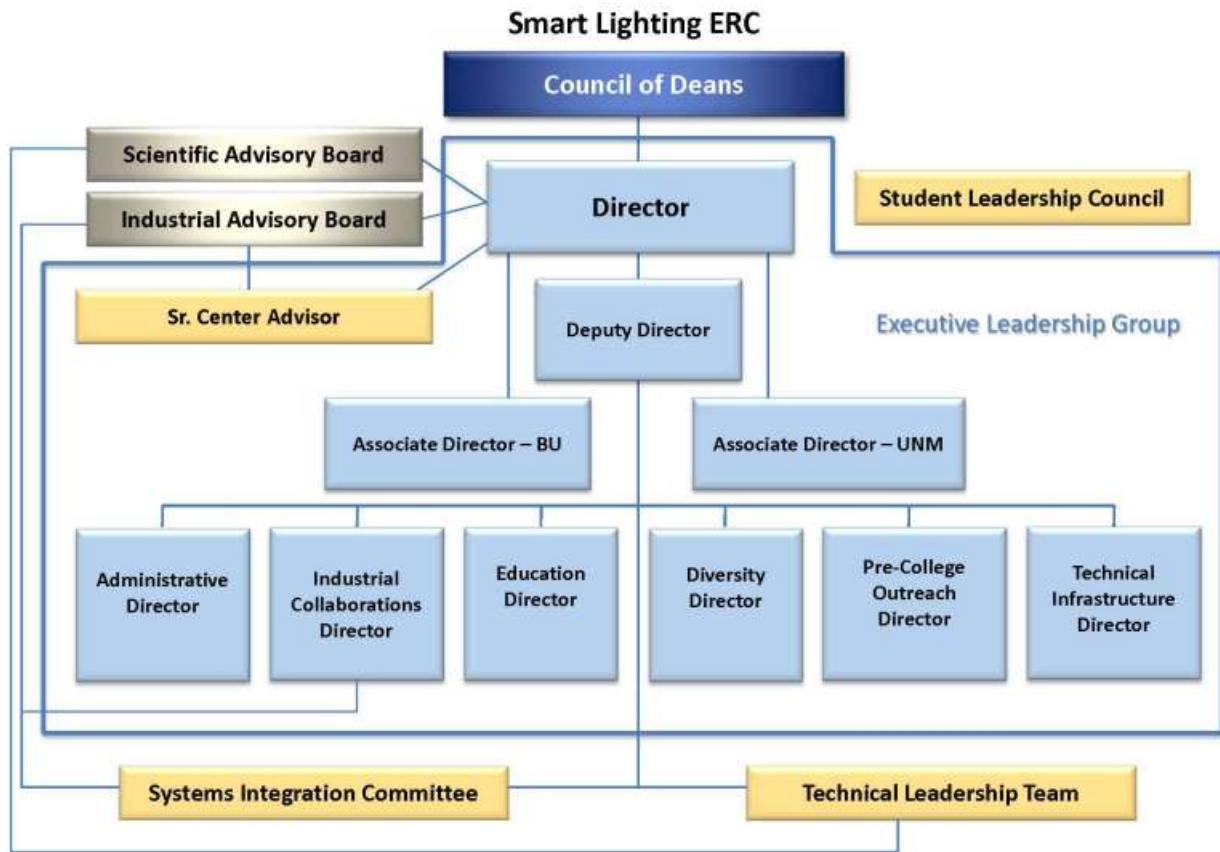 Smart Lighting ERC
Council of Deans
Scientific Advisory Board
Industrial Advisory Board
Director
Student Leadership Council
Sr. Center Advisor
Deputy Director
Executive Leadership Group
Associate Director – BU
Associate Director – UNM
Administrative
Director
Industrial
Collaborations
Director
Education
Director
Diversity
Director
Pre-College
Outreach
Director
Technical
Infrastructure
Director
Systems Integration Committee
Technical Leadership Team